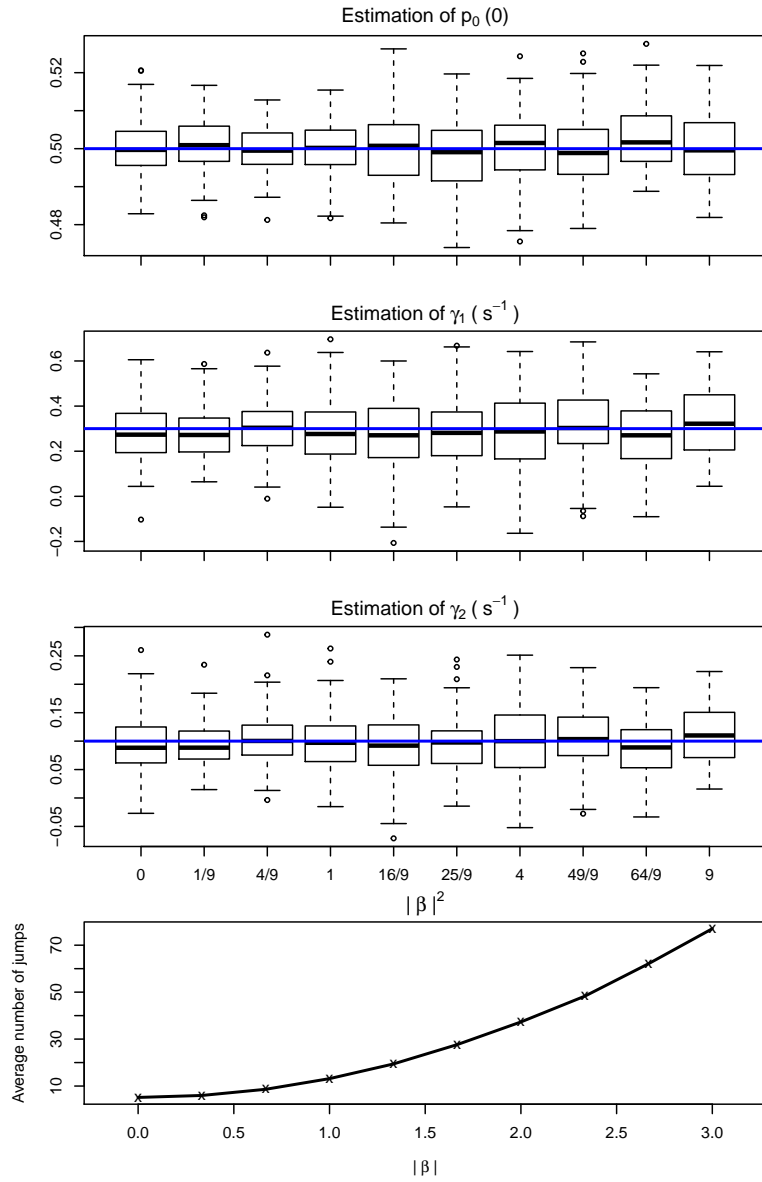 Estimation of p₀ (0)
0.52
0.50
0.48
Estimation of γ₁ ( s⁻¹)
0.6
0.4
0.2
0.0
−0.2
Estimation of γ₂ ( s⁻¹)
0.25
0.15
0.05
−0.05
0 1/9 4/9 1 16/9 25/9 4 49/9 64/9 9
| β |²
Average number of jumps
70
50
30
10
0.0 0.5 1.0 1.5 2.0 2.5 3.0
| β |